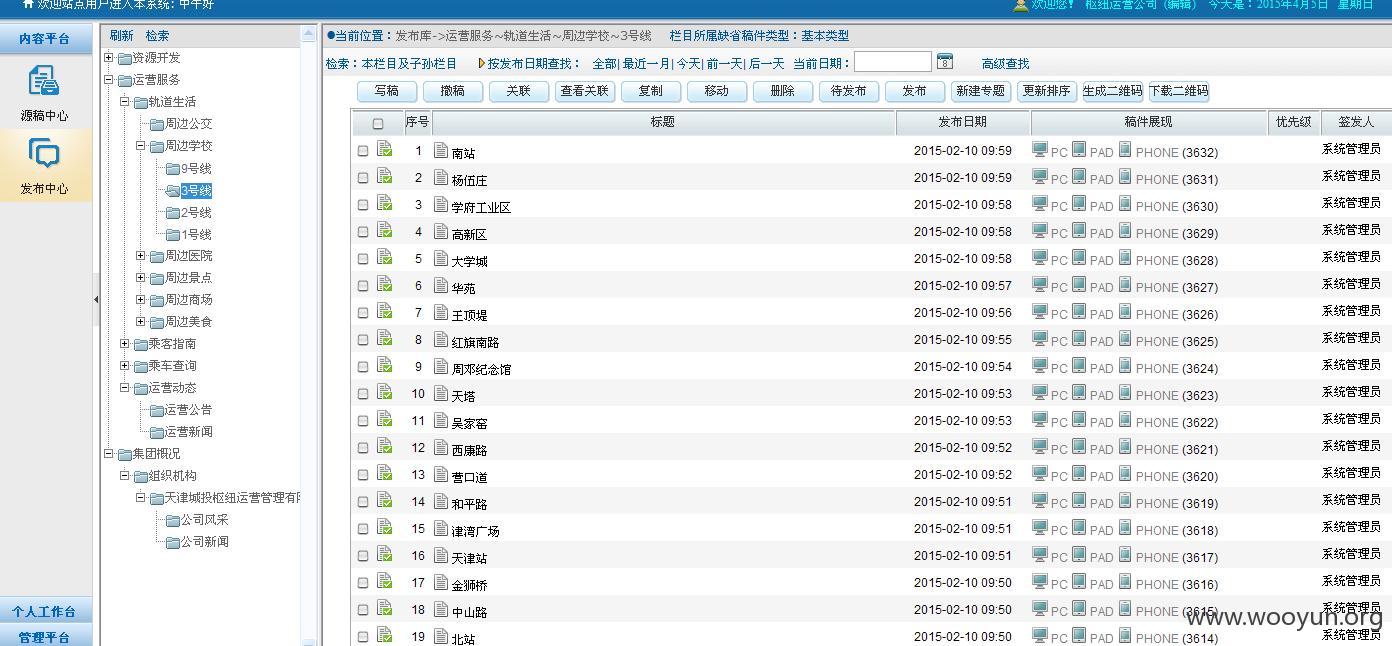 欢迎站点用户进入本系统：中午好 欢迎您！ 枢纽运营公司（编辑） 今天是：2015年4月5日 星期日
内容平台
源稿中心
发布中心
个人工作台
管理平台
刷新 检索
资源开发
运营服务
轨道生活
周边公交
周边学校
9号线
3号线
2号线
1号线
周边医院
周边景点
周边商场
周边美食
乘客指南
乘车查询
运营动态
运营公告
运营新闻
集团概况
组织机构
天津城投枢纽运营管理有限
公司风采
公司新闻
●当前位置：发布库->运营服务~轨道生活~周边学校~3号线 栏目所属缺省稿件类型：基本类型
检索：本栏目及子孙栏目 按发布日期查找： 全部| 最近一月| 今天| 前一天| 后一天 当前日期： 8 高级查找
写稿 撤稿 关联 查看关联 复制 移动 删除 待发布 发布 新建专题 更新排序 生成二维码 下载二维码
序号 标题 发布日期 稿件展现 优先级 签发人
1 南站 2015-02-10 09:59 PC PAD PHONE (3632) 系统管理员
2 杨伍庄 2015-02-10 09:59 PC PAD PHONE (3631) 系统管理员
3 学府工业区 2015-02-10 09:58 PC PAD PHONE (3630) 系统管理员
4 高新区 2015-02-10 09:58 PC PAD PHONE (3629) 系统管理员
5 大学城 2015-02-10 09:58 PC PAD PHONE (3628) 系统管理员
6 华苑 2015-02-10 09:57 PC PAD PHONE (3627) 系统管理员
7 王顶堤 2015-02-10 09:56 PC PAD PHONE (3626) 系统管理员
8 红旗南路 2015-02-10 09:55 PC PAD PHONE (3625) 系统管理员
9 周邓纪念馆 2015-02-10 09:54 PC PAD PHONE (3624) 系统管理员
10 天塔 2015-02-10 09:53 PC PAD PHONE (3623) 系统管理员
11 吴家窑 2015-02-10 09:53 PC PAD PHONE (3622) 系统管理员
12 西康路 2015-02-10 09:52 PC PAD PHONE (3621) 系统管理员
13 营口道 2015-02-10 09:52 PC PAD PHONE (3620) 系统管理员
14 和平路 2015-02-10 09:51 PC PAD PHONE (3619) 系统管理员
15 津湾广场 2015-02-10 09:51 PC PAD PHONE (3618) 系统管理员
16 天津站 2015-02-10 09:51 PC PAD PHONE (3617) 系统管理员
17 金狮桥 2015-02-10 09:50 PC PAD PHONE (3616) 系统管理员
18 中山路 2015-02-10 09:50 PC PAD PHONE (3615) 系统管理员
19 北站 2015-02-10 09:50 PC PAD PHONE (3614) 系统管理员
www.wooyun.org